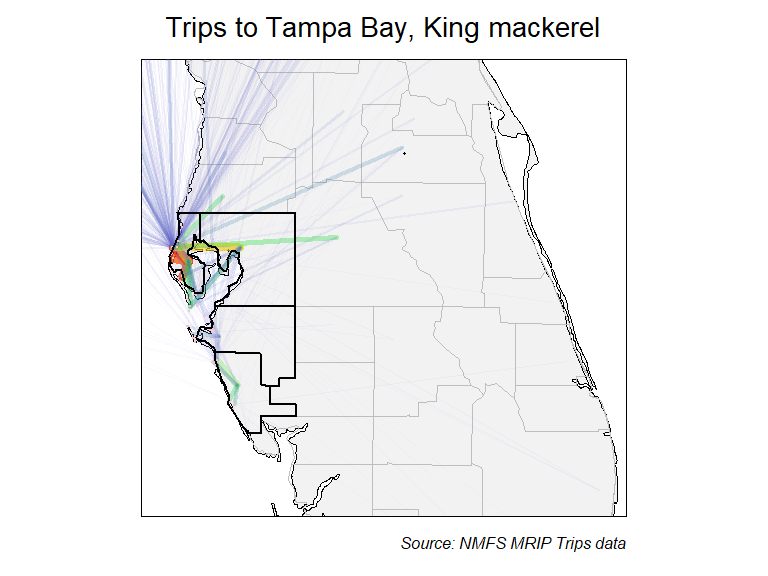 Trips to Tampa Bay, King mackerel
Source: NMFS MRIP Trips data